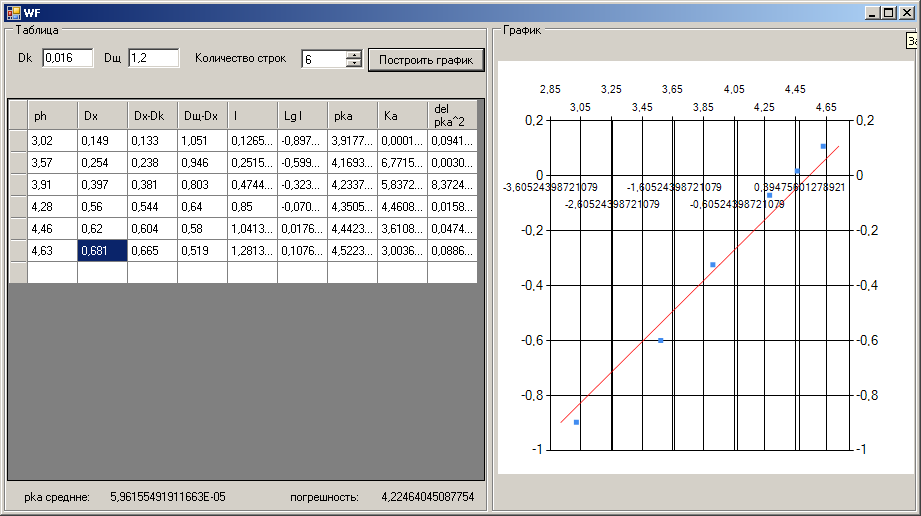 WF
Таблица
Dk 0,016 Dщ 1,2 Количество строк 6 Построить график
ph Dx Dx-Dk Dщ-Dx I Lg I pka Ka del pka^2
3,02 0,149 0,133 1,051 0,1265... -0,897... 3,9177... 0,0001... 0,0941...
3,57 0,254 0,238 0,946 0,2515... -0,599... 4,1693... 6,7715... 0,0030...
3,91 0,397 0,381 0,803 0,4744... -0,323... 4,2337... 5,8372... 8,3724...
4,28 0,56 0,544 0,64 0,85 -0,070... 4,3505... 4,4608... 0,0158...
4,46 0,62 0,604 0,58 1,0413... 0,0176... 4,4423... 3,6108... 0,0474...
4,63 0,681 0,665 0,519 1,2813... 0,1076... 4,5223... 3,0036... 0,0886...
pka среднне: 5,96155491911663E-05 погрешность: 4,22464045087754
График
За
2,85 3,25 3,65 4,05 4,45
3,05 3,45 3,85 4,25 4,65
0,2 0,2
0 0
-3,60524398721079 -1,60524398721079 0,39475601278921
-2,60524398721079 -0,60524398721079
-0,2 -0,2
-0,4 -0,4
-0,6 -0,6
-0,8 -0,8
-1 -1